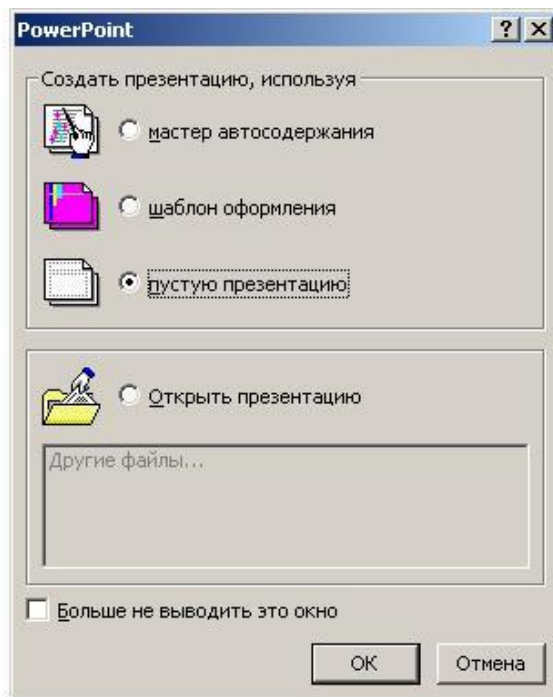 PowerPoint
Создать презентацию, используя
мастер автосодержания
шаблон оформления
пустую презентацию
Открыть презентацию
Другие файлы...
Больше не выводить это окно
ОК
Отмена